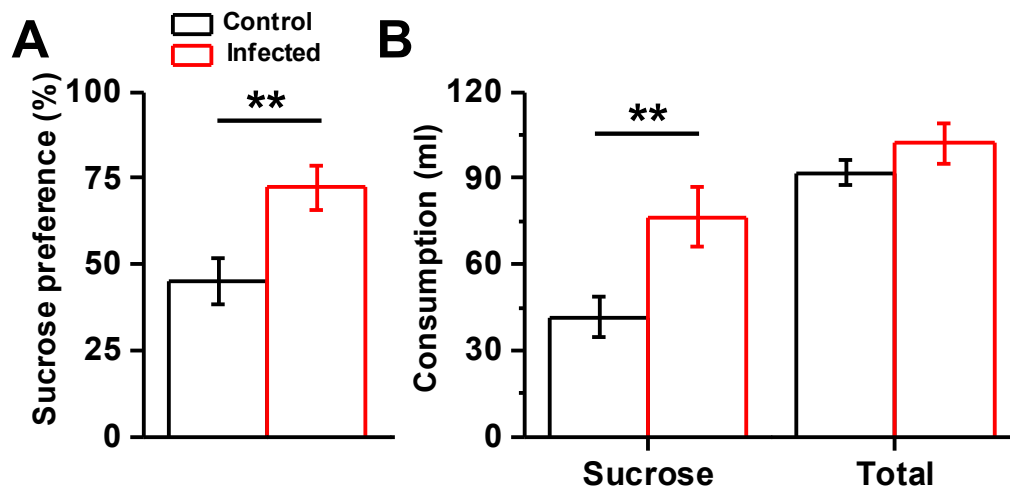 A
Control
Infected
B
Sucrose preference (%)
100
75
50
25
0
**
Consumption (ml)
120
90
60
30
0
**
Sucrose
Total